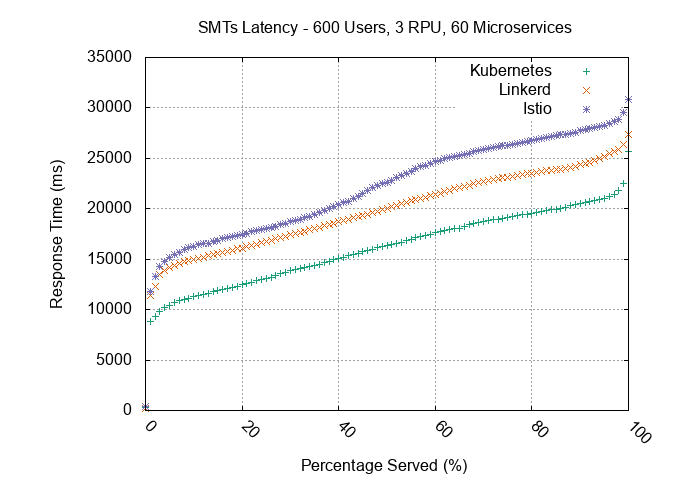 SMTs Latency - 600 Users, 3 RPU, 60 Microservices
35000
30000
25000
20000
15000
10000
5000
0
Response Time (ms)
Kubernetes
Linkerd
Istio
0
20
40
60
80
100
Percentage Served (%)